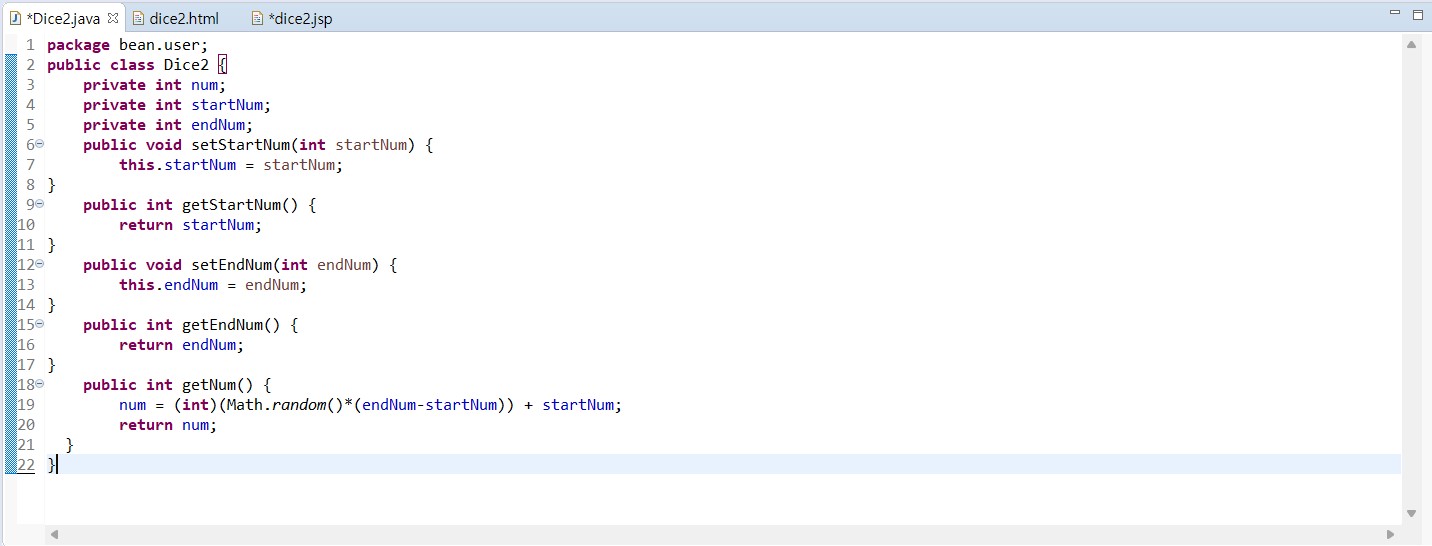 *Dice2.java dice2.html *dice2.jsp
1 package bean.user;
2 public class Dice2 {
3     private int num;
4     private int startNum;
5     private int endNum;
6     public void setStartNum(int startNum) {
7         this.startNum = startNum;
8 }
9     public int getStartNum() {
10         return startNum;
11 }
12     public void setEndNum(int endNum) {
13         this.endNum = endNum;
14 }
15     public int getEndNum() {
16         return endNum;
17 }
18     public int getNum() {
19         num = (int)(Math.random()*(endNum-startNum)) + startNum;
20         return num;
21   }
22 }